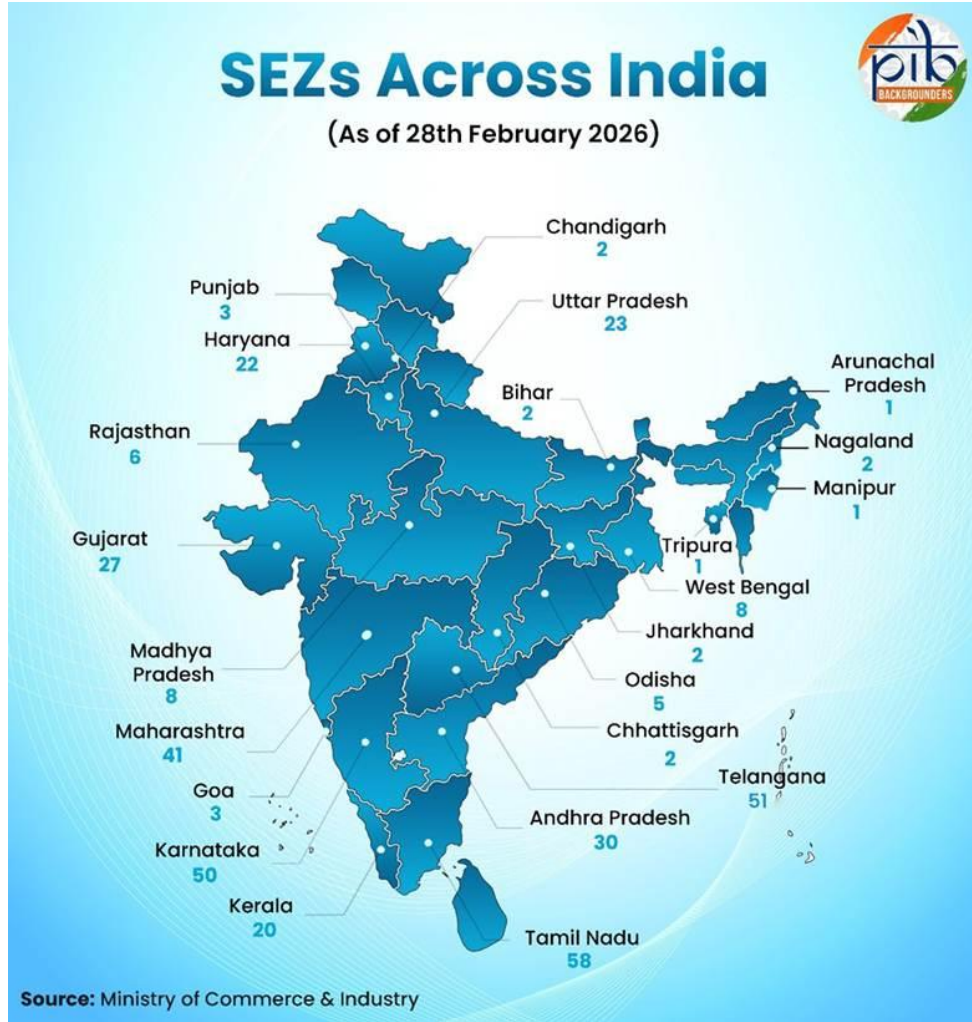 SEZs Across India
(As of 28th February 2026)
pib
BACKGROUNDERS
Chandigarh
2
Punjab
3
Uttar Pradesh
23
Haryana
22
Arunachal
Pradesh
1
Bihar
2
Rajasthan
6
Nagaland
2
Manipur
1
Gujarat
27
Tripura
1
West Bengal
8
Jharkhand
2
Madhya
Pradesh
8
Odisha
5
Maharashtra
41
Chhattisgarh
2
Telangana
51
Goa
3
Andhra Pradesh
30
Karnataka
50
Kerala
20
Tamil Nadu
58
Source: Ministry of Commerce & Industry